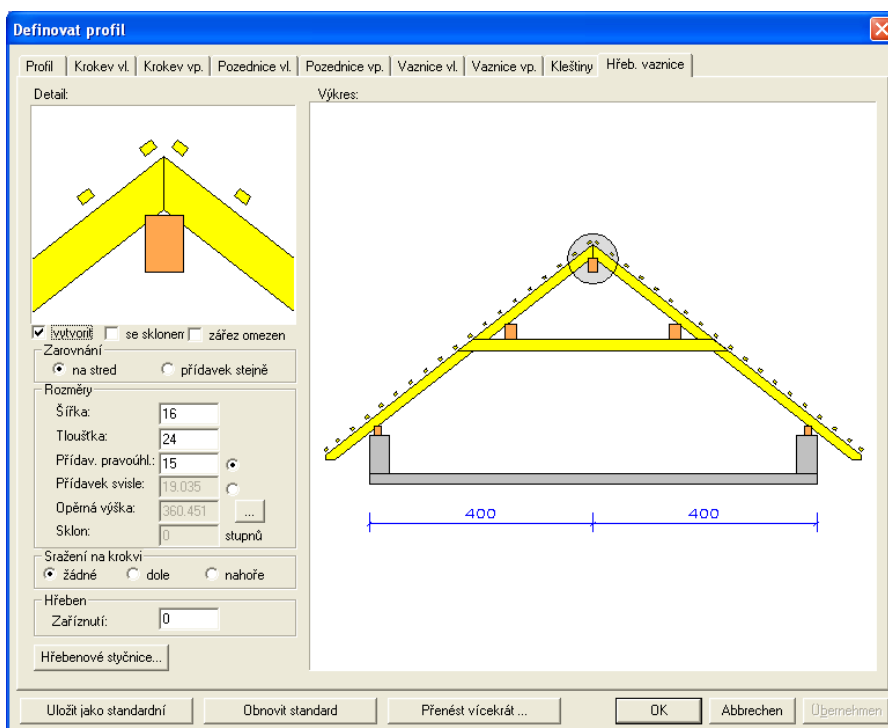 Definovat profil
Profil Krokev vl. Krokev vp. Pozednice vl. Pozednice vp. Vaznice vl. Vaznice vp. Kleštiny Hřeb. vaznice
Detail:
Výkres:
vytvorit se sklonem zářez omezen
Zarovnání
na stred přídavek stejně
Rozměry
Šířka: 16
Tlouštka: 24
Přídav. pravoúhl.: 15
Přídavek svisle: 19.035
Opěrná výška: 360.451 ...
Sklon: 0 stupnů
Sražení na krokvi
žádné dole nahoře
Hřeben
Zaříznutí: 0
Hřebenové styčnice...
400 400
Uložit jako standardní Obnovit standard Přenést vícekrát ... OK Abbrechen Übernehmen